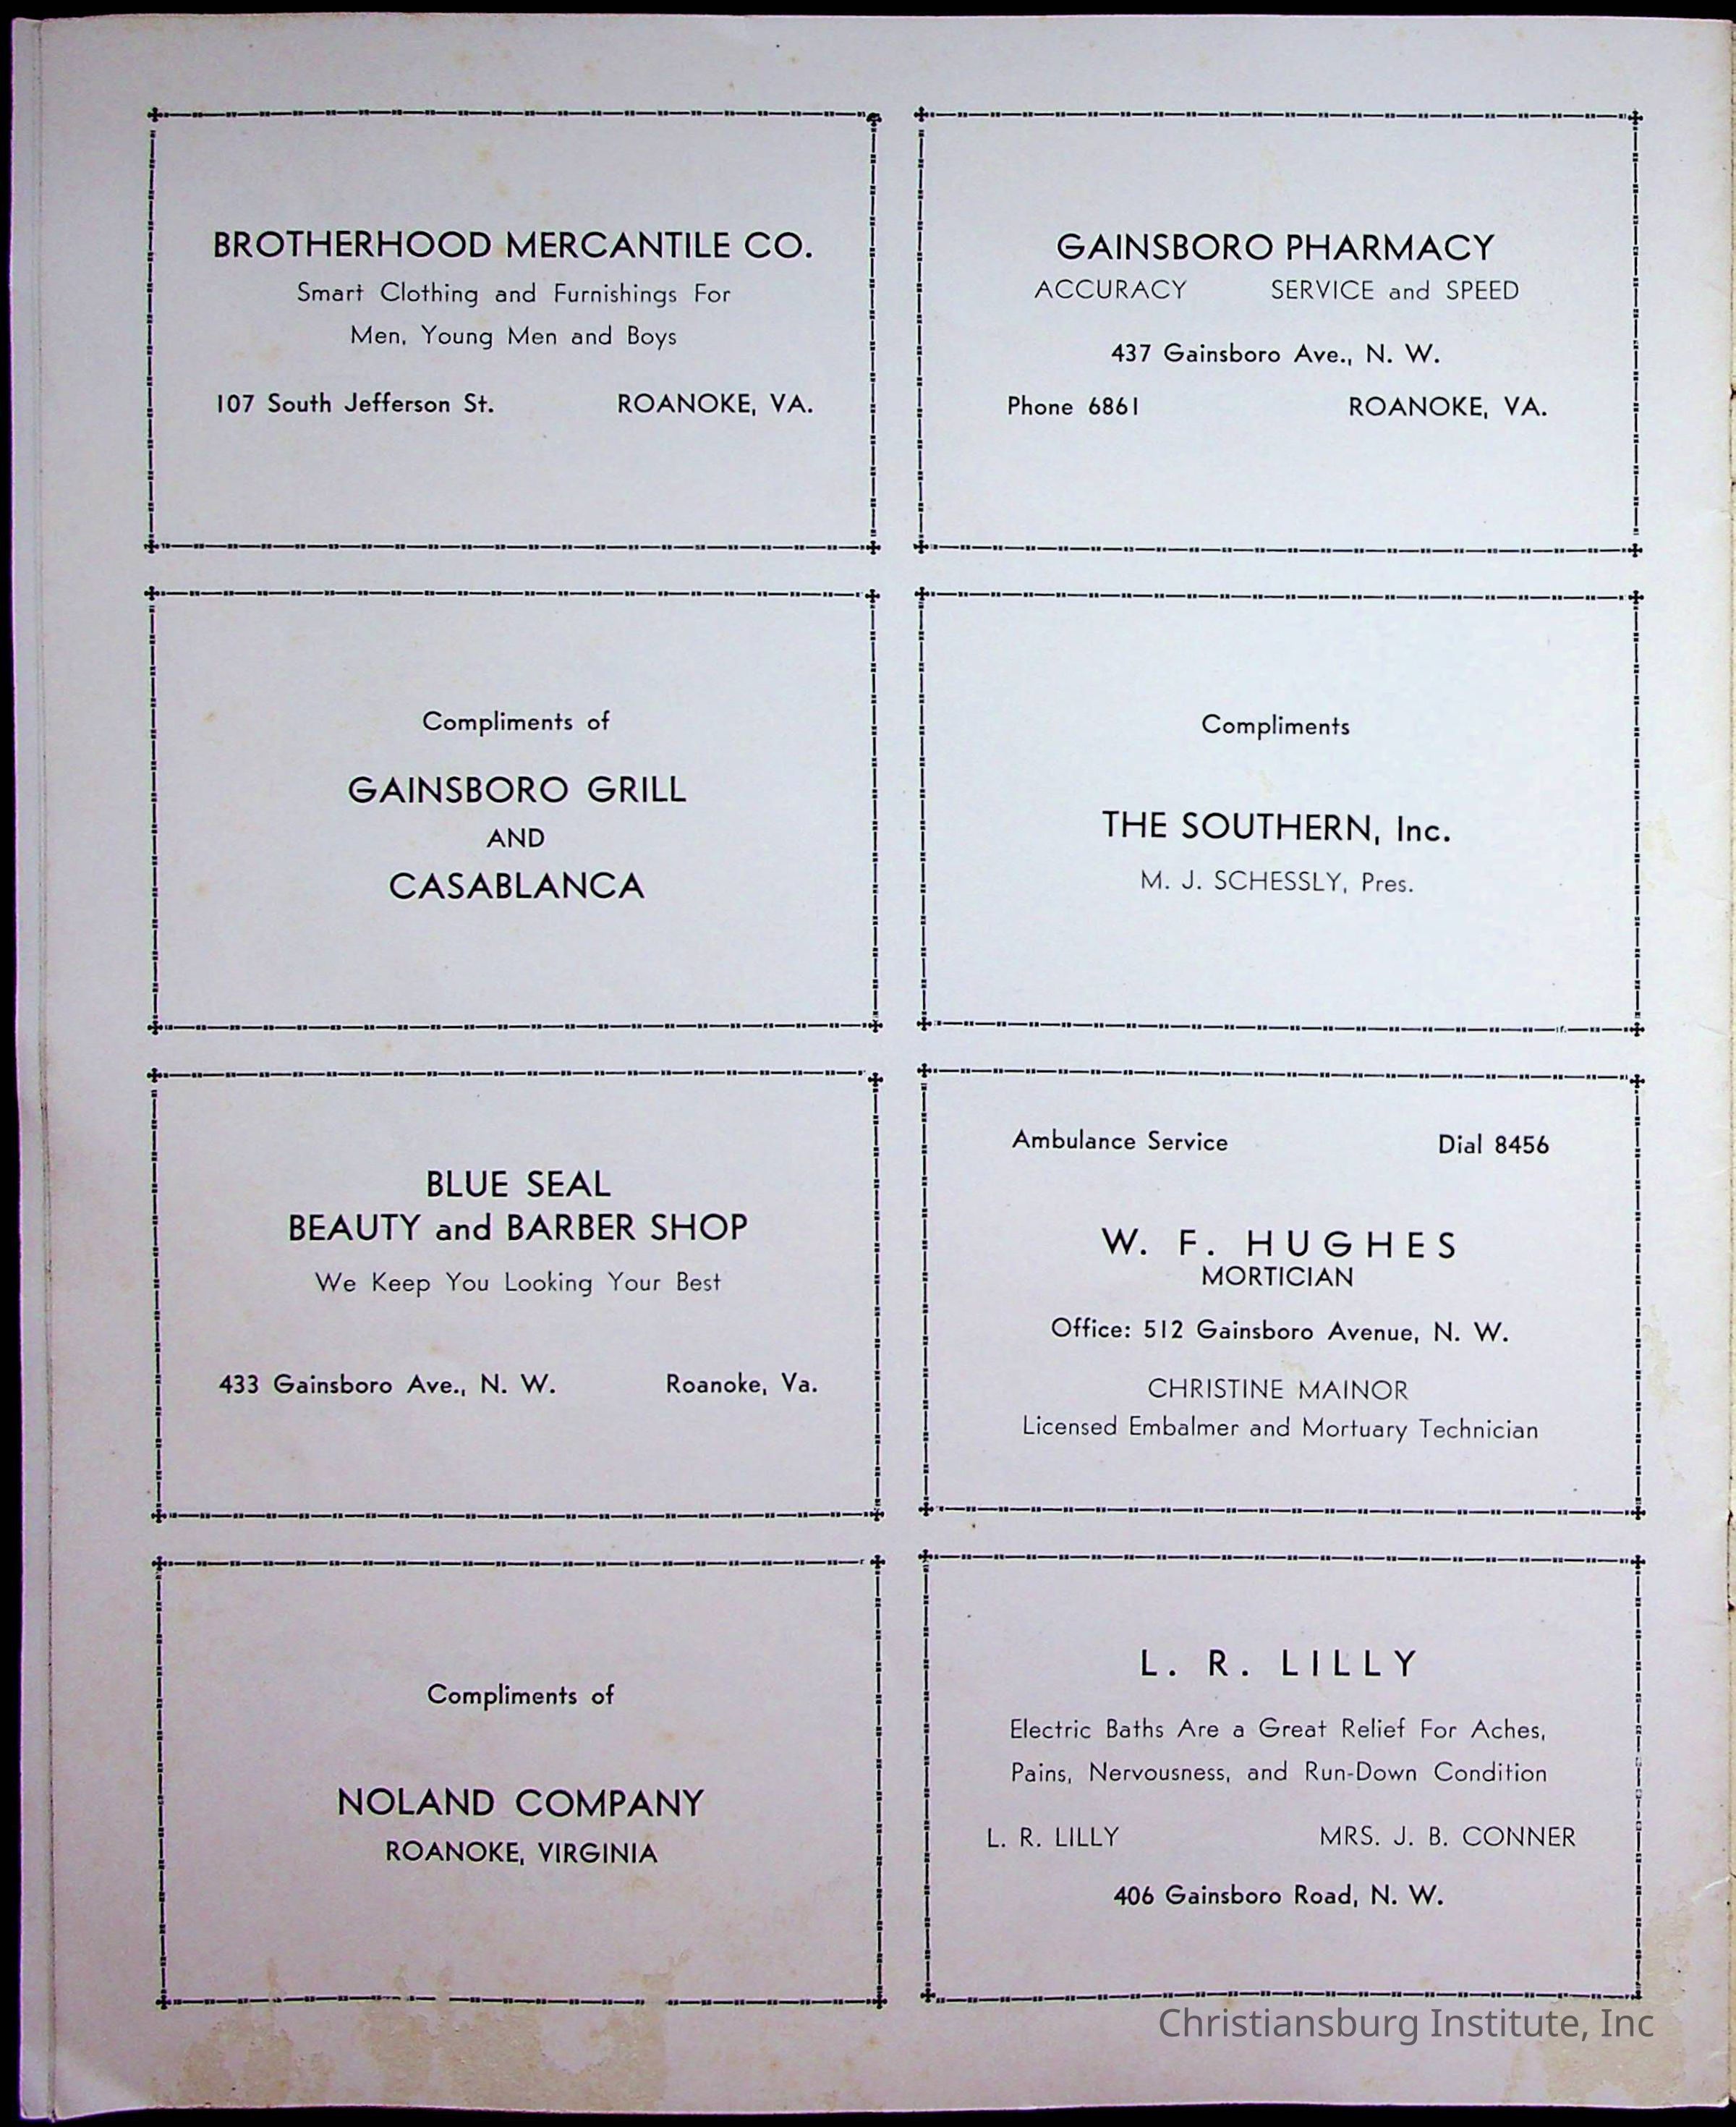 BROTHERHOOD MERCANTILE CO.
Smart Clothing and Furnishings For
Men, Young Men and Boys
107 South Jefferson St. ROANOKE, VA.
GAINSBORO PHARMACY
ACCURACY SERVICE and SPEED
437 Gainsboro Ave., N. W.
Phone 6861 ROANOKE, VA.
Compliments of
GAINSBORO GRILL
AND
CASABLANCA
Compliments
THE SOUTHERN, Inc.
M. J. SCHESSLY, Pres.
BLUE SEAL
BEAUTY and BARBER SHOP
We Keep You Looking Your Best
433 Gainsboro Ave., N. W. Roanoke, Va.
Ambulance Service Dial 8456
W. F. HUGHES
MORTICIAN
Office: 512 Gainsboro Avenue, N. W.
CHRISTINE MAINOR
Licensed Embalmer and Mortuary Technician
Compliments of
NOLAND COMPANY
ROANOKE, VIRGINIA
L. R. LILLY
Electric Baths Are a Great Relief For Aches,
Pains, Nervousness, and Run-Down Condition
L. R. LILLY MRS. J. B. CONNER
406 Gainsboro Road, N. W.
Christiansburg Institute, Inc